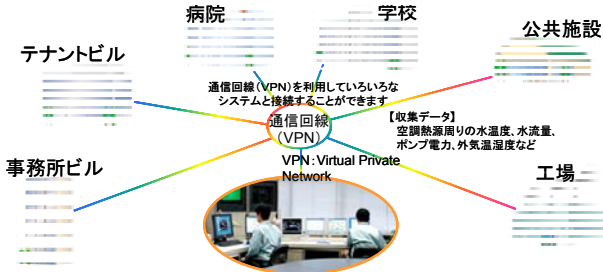 病院
学校
公共施設
テナントビル
通信回線（VPN）を利用していろいろな
システムと接続することができます
通信回線
（VPN）
【収集データ】
空調熱源周りの水温度、水流量、
ポンプ電力、外気温湿度など
VPN：Virtual Private
Network
事務所ビル
工場